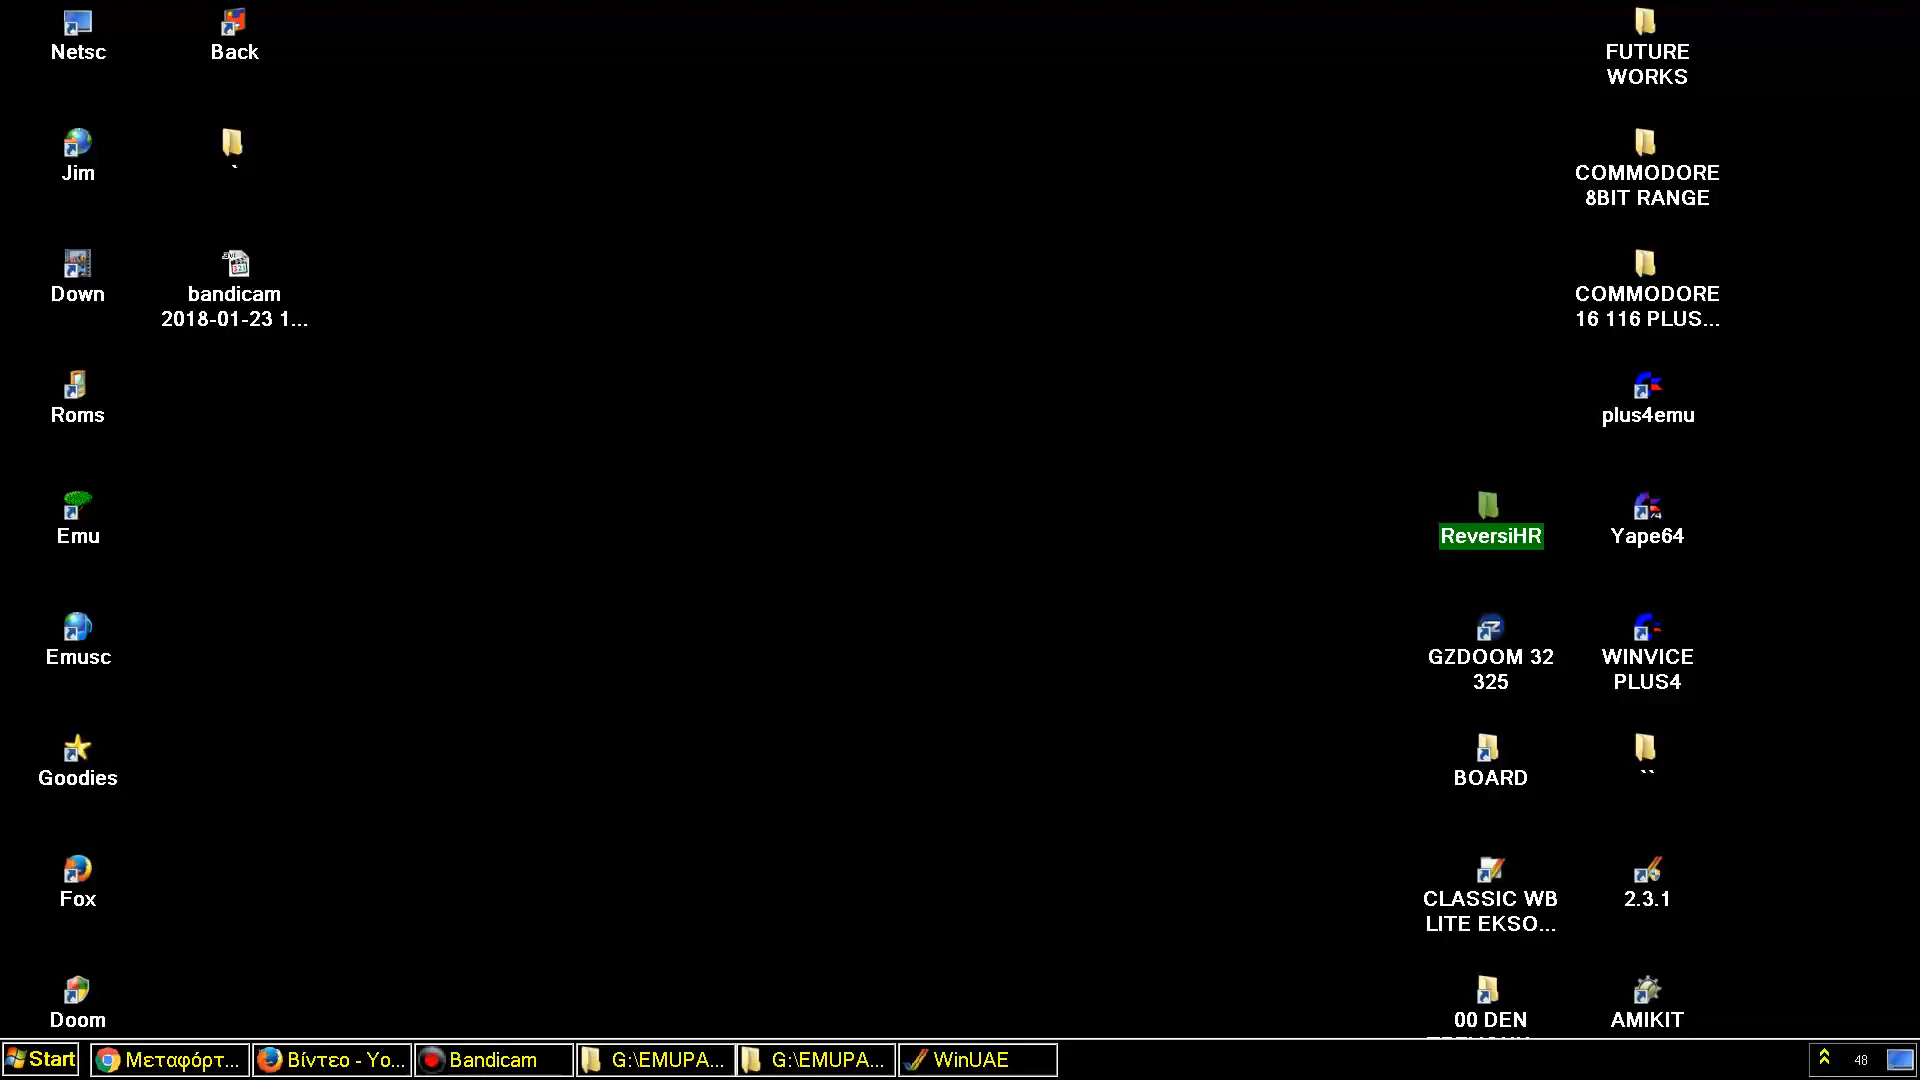 Netsc
Back
FUTURE
WORKS
Jim
`
COMMODORE
8BIT RANGE
Down
bandicam
2018-01-23 1...
COMMODORE
16 116 PLUS...
Roms
plus4emu
Emu
ReversiHR
Yape64
Emusc
GZDOOM 32
325
WINVICE
PLUS4
Goodies
BOARD
``
Fox
CLASSIC WB
LITE EKSO...
2.3.1
Doom
00 DEN
AMIKIT
Start
Μεταφόρτ...
Βίντεο - Yo...
Bandicam
G:\EMUPA...
G:\EMUPA...
WinUAE
48